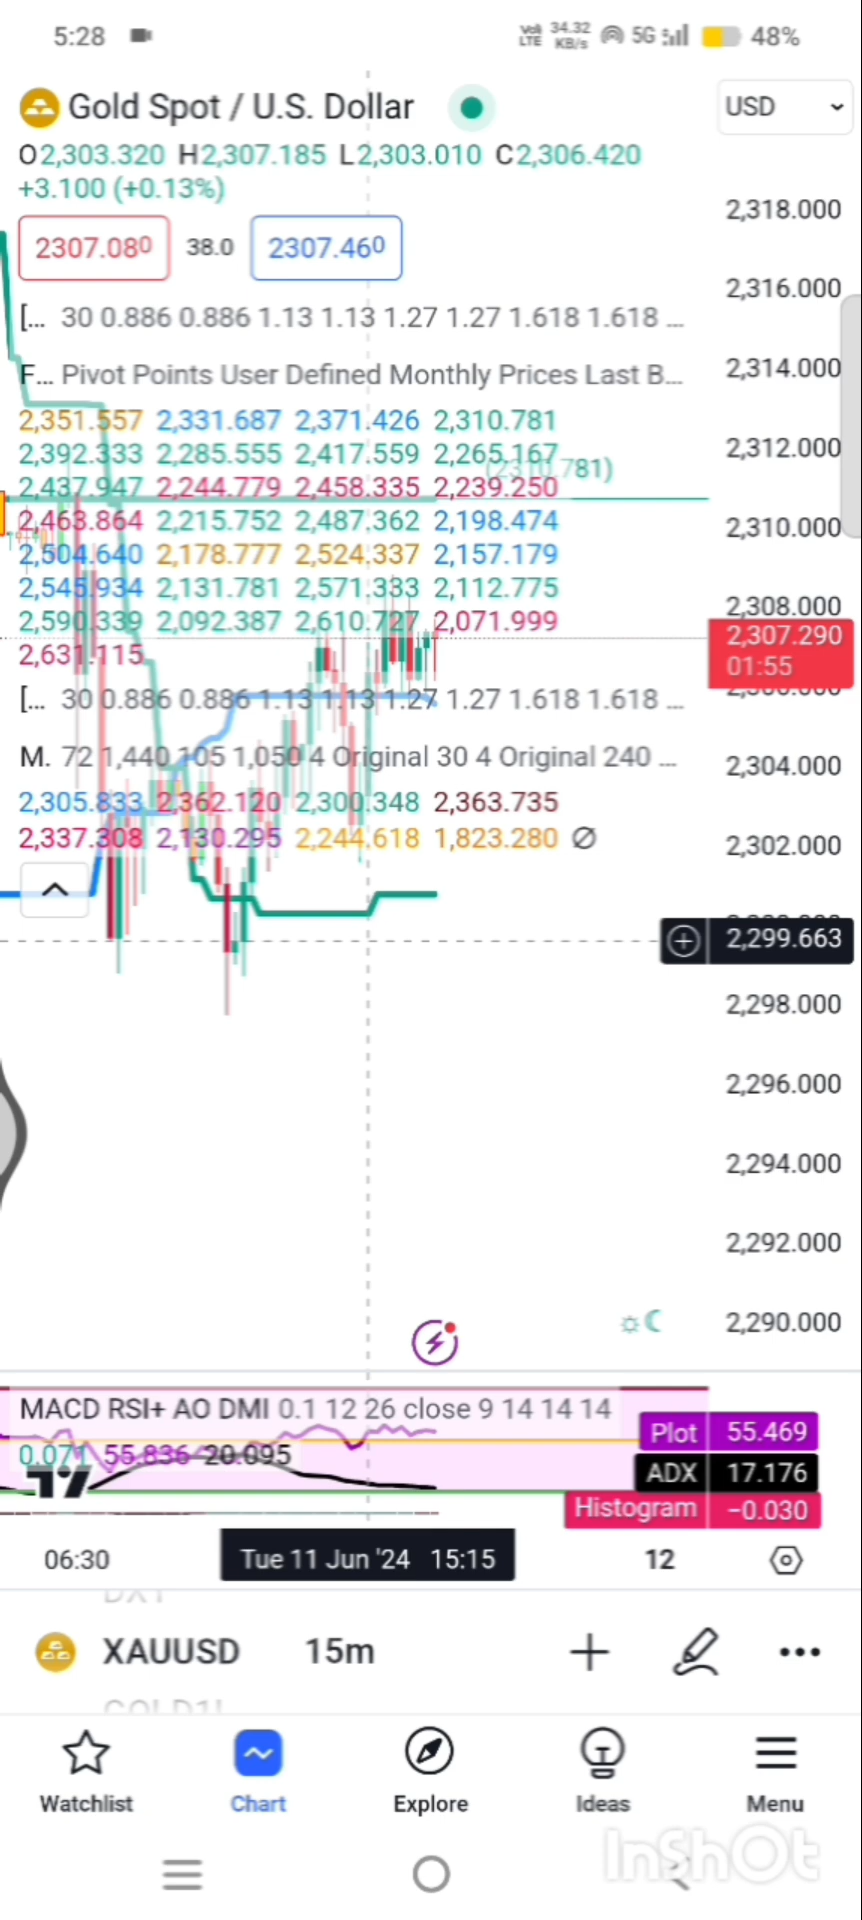 5:28 Vo) LTE 34.32 KB/s 5G 48%
Gold Spot / U.S. Dollar USD
O2,303.320 H2,307.185 L2,303.010 C2,306.420
+3.100 (+0.13%)
2,318.000
2307.080 38.0 2307.460
2,316.000
[... 30 0.886 0.886 1.13 1.13 1.27 1.27 1.618 1.618 ...
F... Pivot Points User Defined Monthly Prices Last B...
2,314.000
2,351.557 2,331.687 2,371.426 2,310.781
2,392.333 2,285.555 2,417.559 2,265.167
2,312.000
(2310.781)
2,437.947 2,244.779 2,458.335 2,239.250
2,463.864 2,215.752 2,487.362 2,198.474
2,310.000
2,504.640 2,178.777 2,524.337 2,157.179
2,545.934 2,131.781 2,571.333 2,112.775
2,308.000
2,590.339 2,092.387 2,610.727 2,071.999
2,307.290
2,631.115
01:55
[... 30 0.886 0.886 1.13 1.13 1.27 1.27 1.618 1.618 ...
M. 72 1,440 105 1,050 4 Original 30 4 Original 240 ...
2,304.000
2,305.833 2,362.120 2,300.348 2,363.735
2,337.308 2,130.295 2,244.618 1,823.280 ∅
2,302.000
2,299.663
2,298.000
2,296.000
2,294.000
2,292.000
2,290.000
MACD RSI+ AO DMI 0.1 12 26 close 9 14 14 14
Plot 55.469
0.071 55.836 20.095
ADX 17.176
Histogram −0.030
06:30 Tue 11 Jun '24 15:15 12
XAUUSD 15m
Watchlist Chart Explore Ideas Menu
InShOt